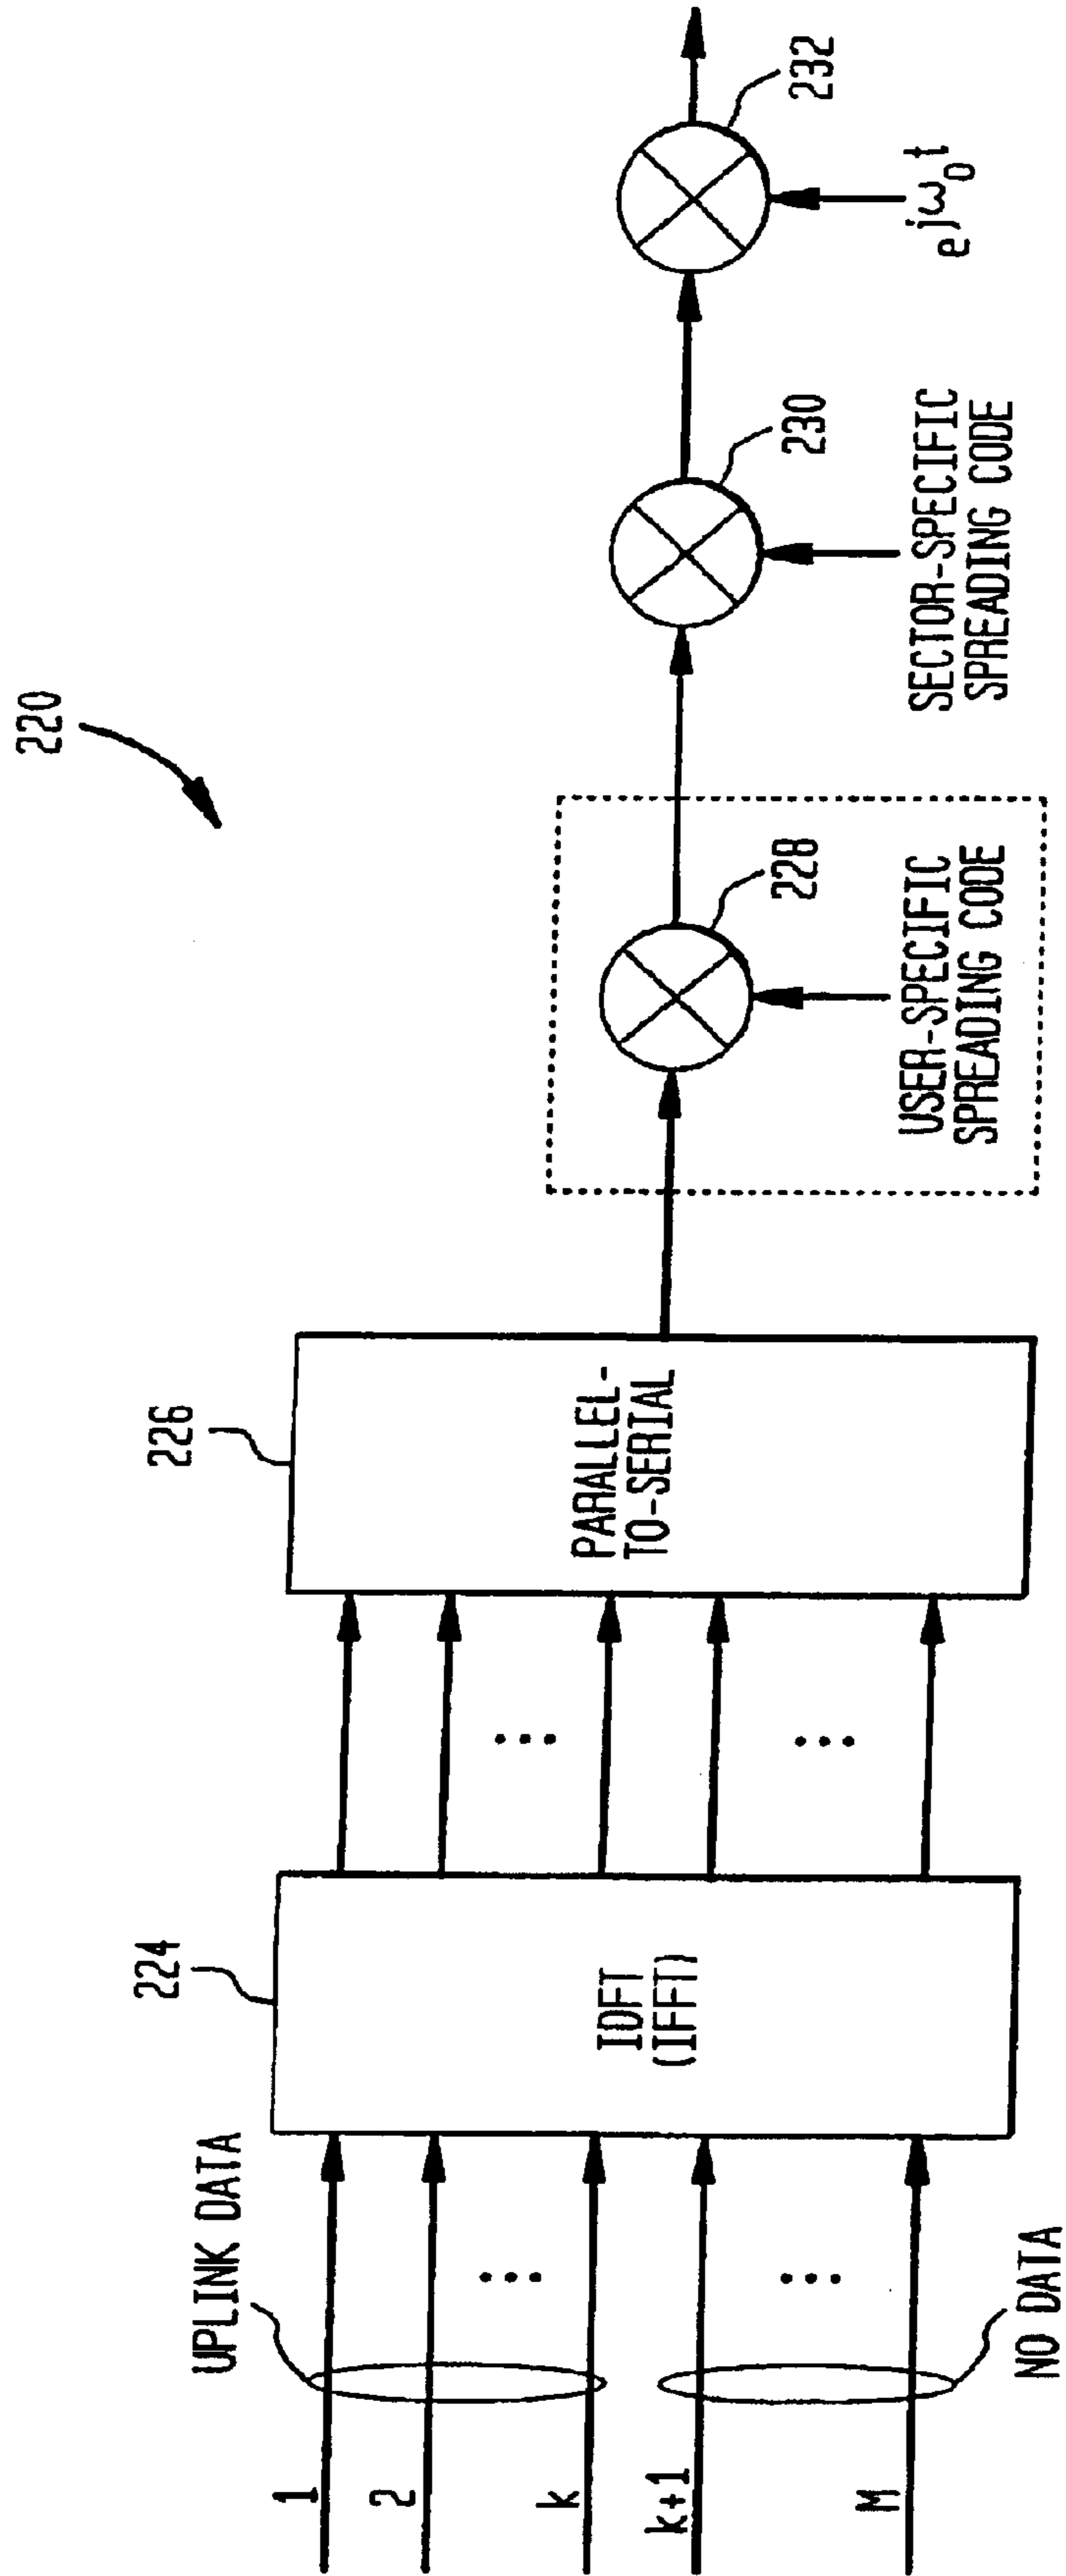 220
UPLINK DATA
1
2
k
k+1
M
NO DATA
224
IDFT
(IFFT)
226
PARALLEL-
TO-SERIAL
228
USER-SPECIFIC
SPREADING CODE
230
SECTOR-SPECIFIC
SPREADING CODE
232
e^jω₀t